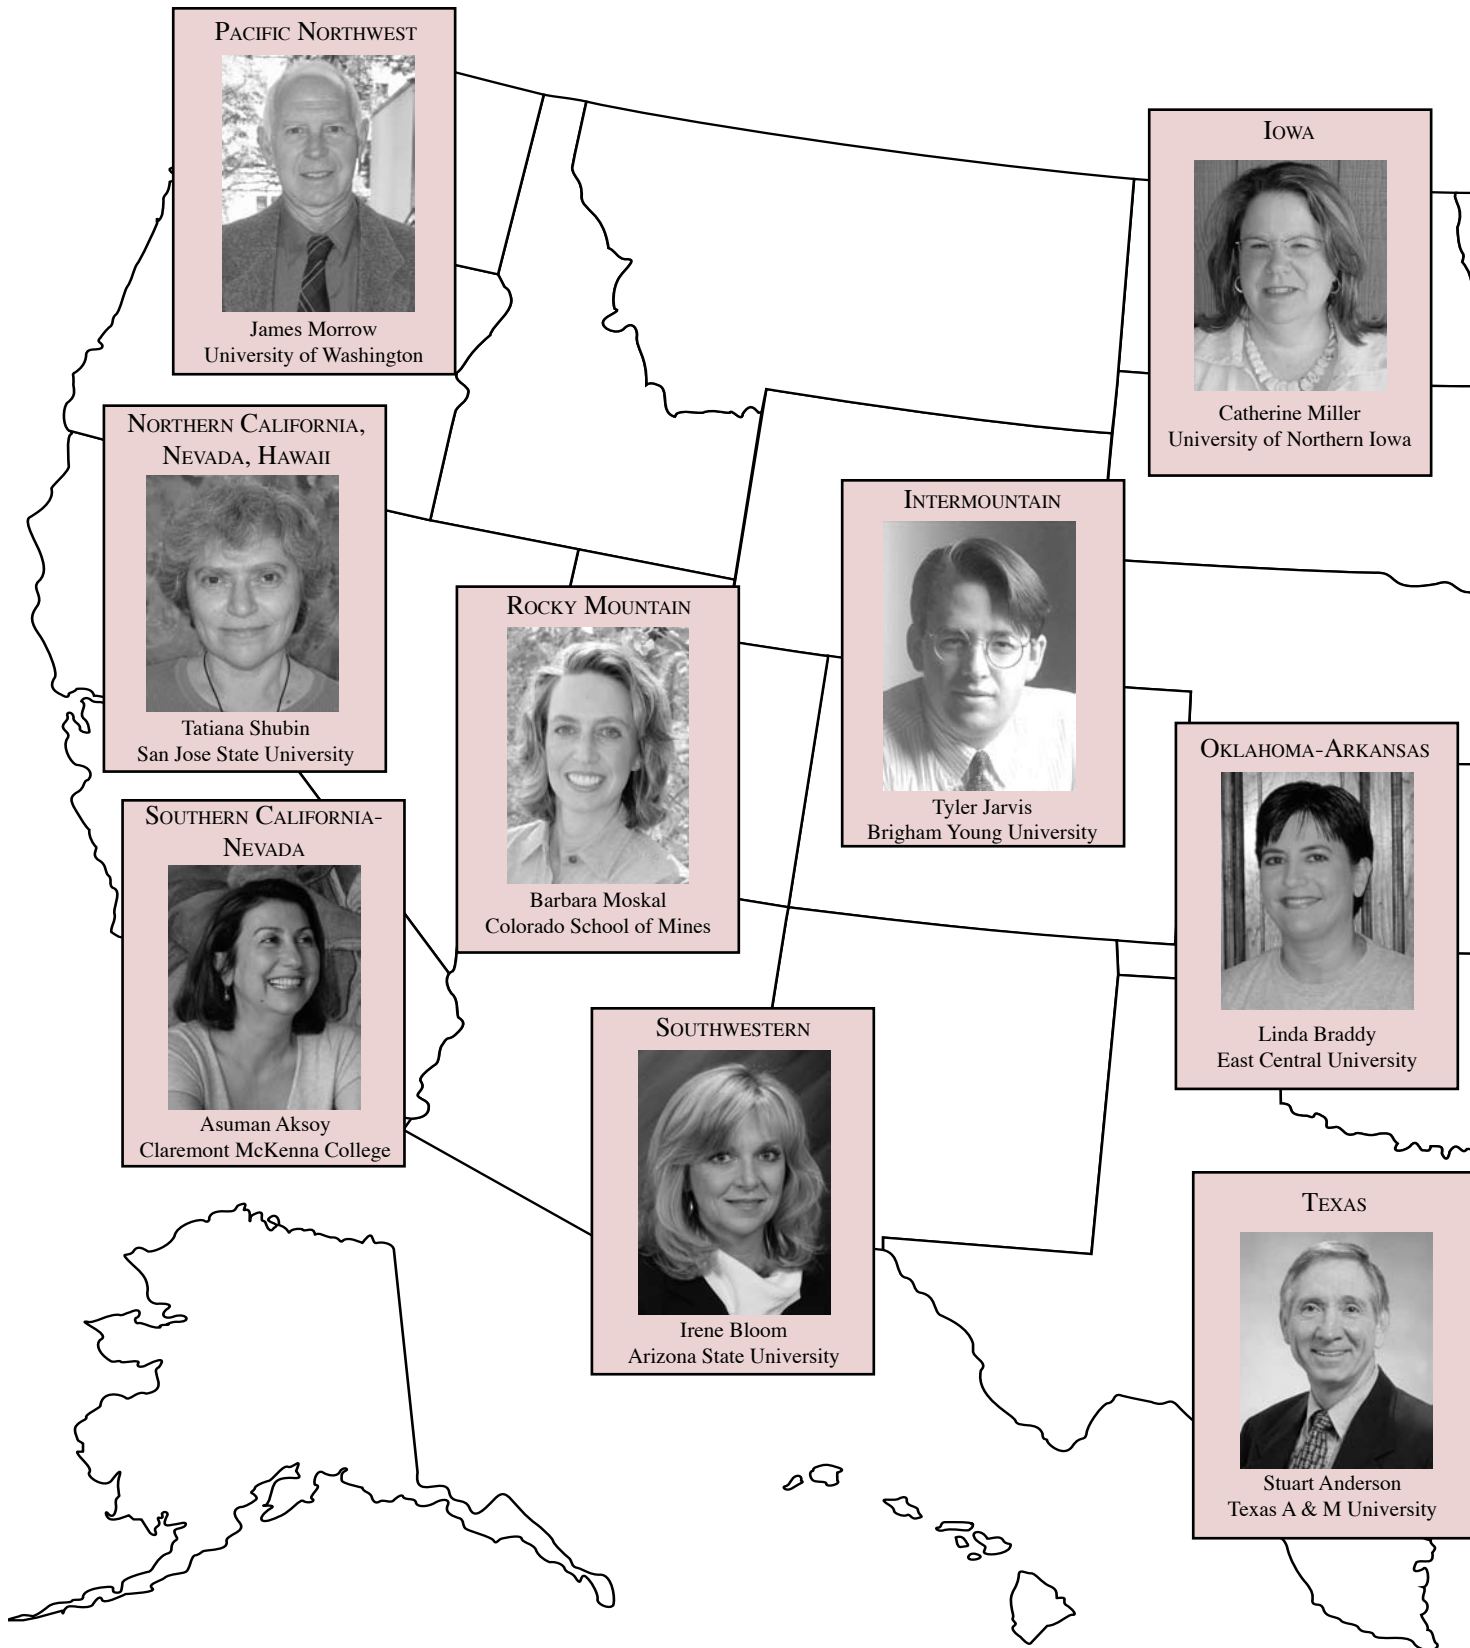 Pacific Northwest
James Morrow
University of Washington
Iowa
Catherine Miller
University of Northern Iowa
Northern California,
Nevada, Hawaii
Tatiana Shubin
San Jose State University
Intermountain
Tyler Jarvis
Brigham Young University
Rocky Mountain
Barbara Moskal
Colorado School of Mines
Oklahoma-Arkansas
Linda Braddy
East Central University
Southern California-
Nevada
Asuman Aksoy
Claremont McKenna College
Southwestern
Irene Bloom
Arizona State University
Texas
Stuart Anderson
Texas A & M University